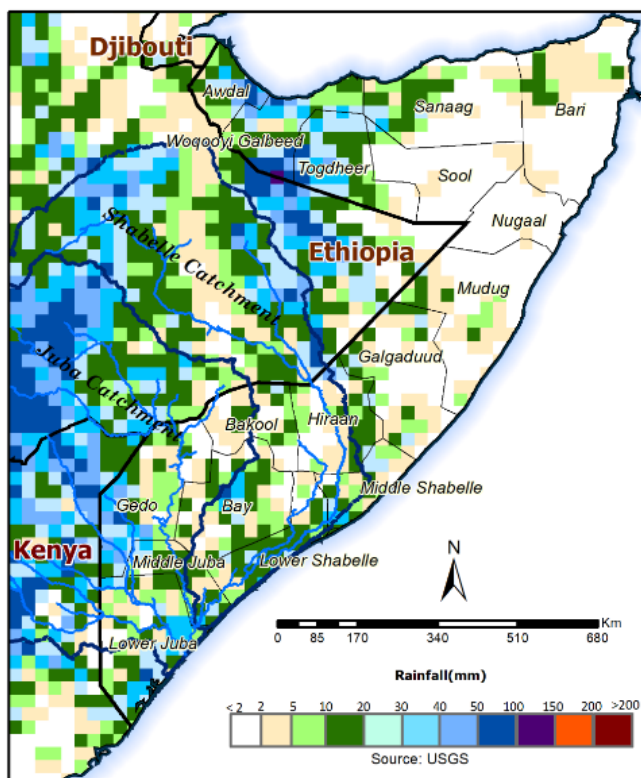 Djibouti
Awdal
Sanaag
Bari
Woqooyi Galbeed
Togdheer
Sool
Nugaal
Shabelle Catchment
Ethiopia
Mudug
Galgaduud
Juba Catchment
Bakool
Hiraan
Middle Shabelle
Gedo
Bay
Kenya
Middle Juba
Lower Shabelle
Lower Juba
N
Km
0 85 170 340 510 680
Rainfall(mm)
<2 2 5 10 20 30 40 50 100 150 200 >200
Source: USGS